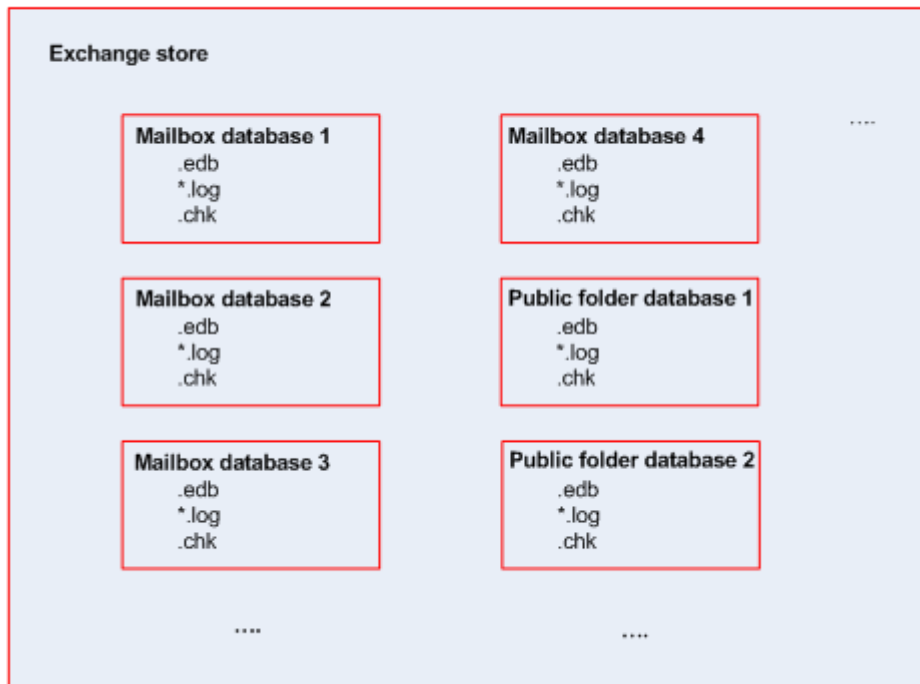 Exchange store
....
Mailbox database 1
.edb
*.log
.chk
Mailbox database 4
.edb
*.log
.chk
Mailbox database 2
.edb
*.log
.chk
Public folder database 1
.edb
*.log
.chk
Mailbox database 3
.edb
*.log
.chk
Public folder database 2
.edb
*.log
.chk
....
....